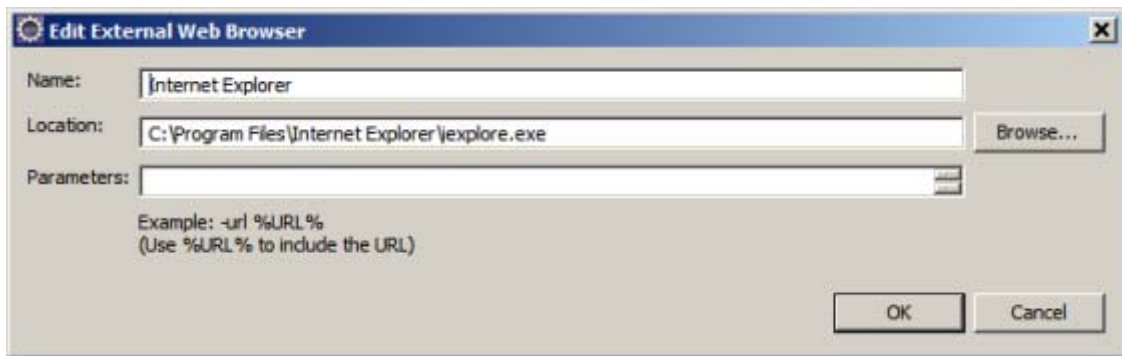 Edit External Web Browser
Name: Internet Explorer
Location: C:\Program Files\Internet Explorer\iexplore.exe Browse...
Parameters:
Example: -url %URL%
(Use %URL% to include the URL)
OK Cancel